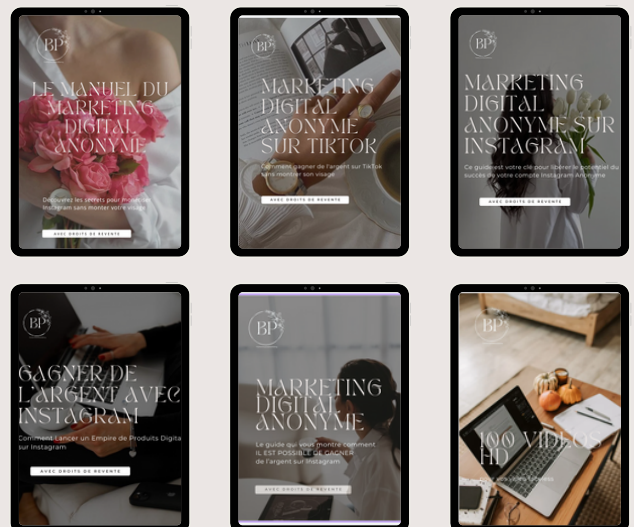 BP
LE MANUEL DU
MARKETING
DIGITAL
ANONYME
Découvrez les secrets pour
Instagram sans monter votre visage
AVEC DROITS DE REVENTE
BP
MARKETING
DIGITAL
ANONYME
SUR TIKTOK
Comment gagner de l'argent sur TikTok
sans montrer son visage
AVEC DROITS DE REVENTE
BP
MARKETING
DIGITAL
ANONYME SUR
INSTAGRAM
Ce guide est votre clé pour libérer le potentiel du
succès de votre compte Instagram Anonyme
AVEC DROITS DE REVENTE
BP
GAGNER DE
L'ARGENT AVEC
INSTAGRAM
Comment Lancer un Empire de Produits Digita
sur Instagram
AVEC DROITS DE REVENTE
BP
MARKETING
DIGITAL
ANONYME
Le guide qui vous montre comment
IL EST POSSIBLE DE GAGNER
de l'argent sur Instagram
AVEC DROITS DE REVENTE
BP
100 VIDEOS
HD
vos